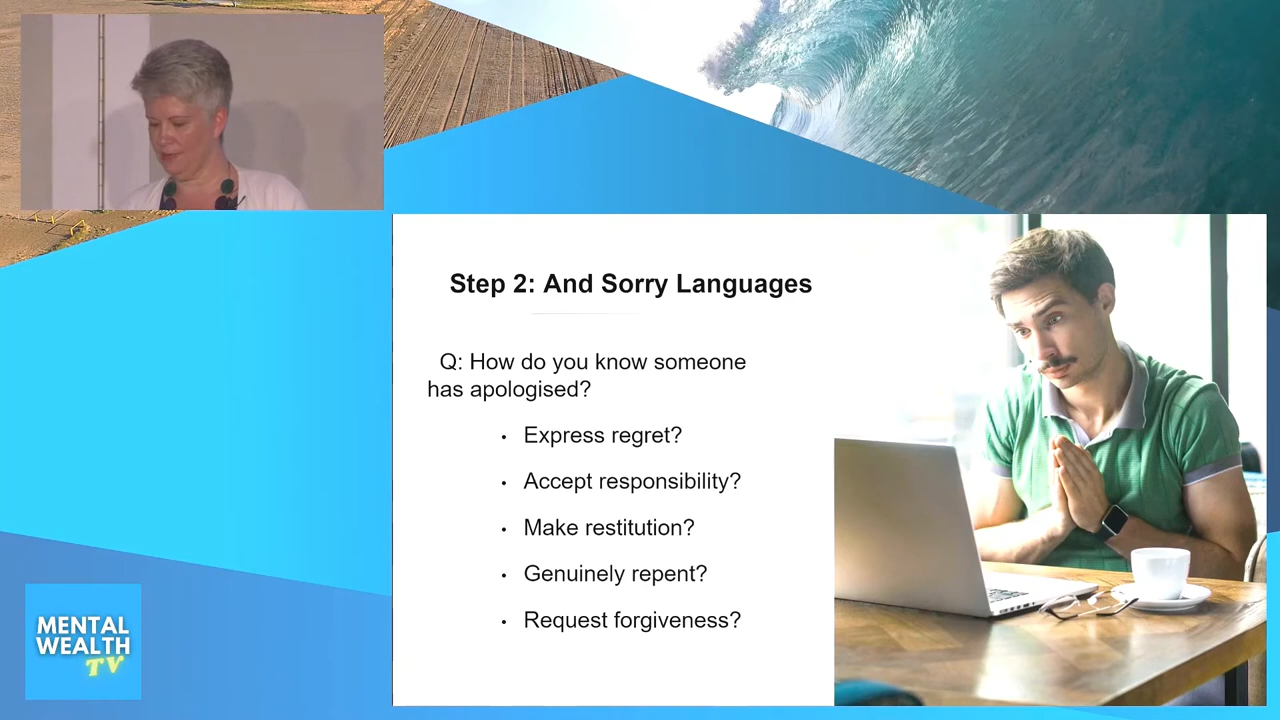 Step 2: And Sorry Languages
Q: How do you know someone
has apologised?
• Express regret?
• Accept responsibility?
• Make restitution?
• Genuinely repent?
• Request forgiveness?
MENTAL
WEALTH
TV